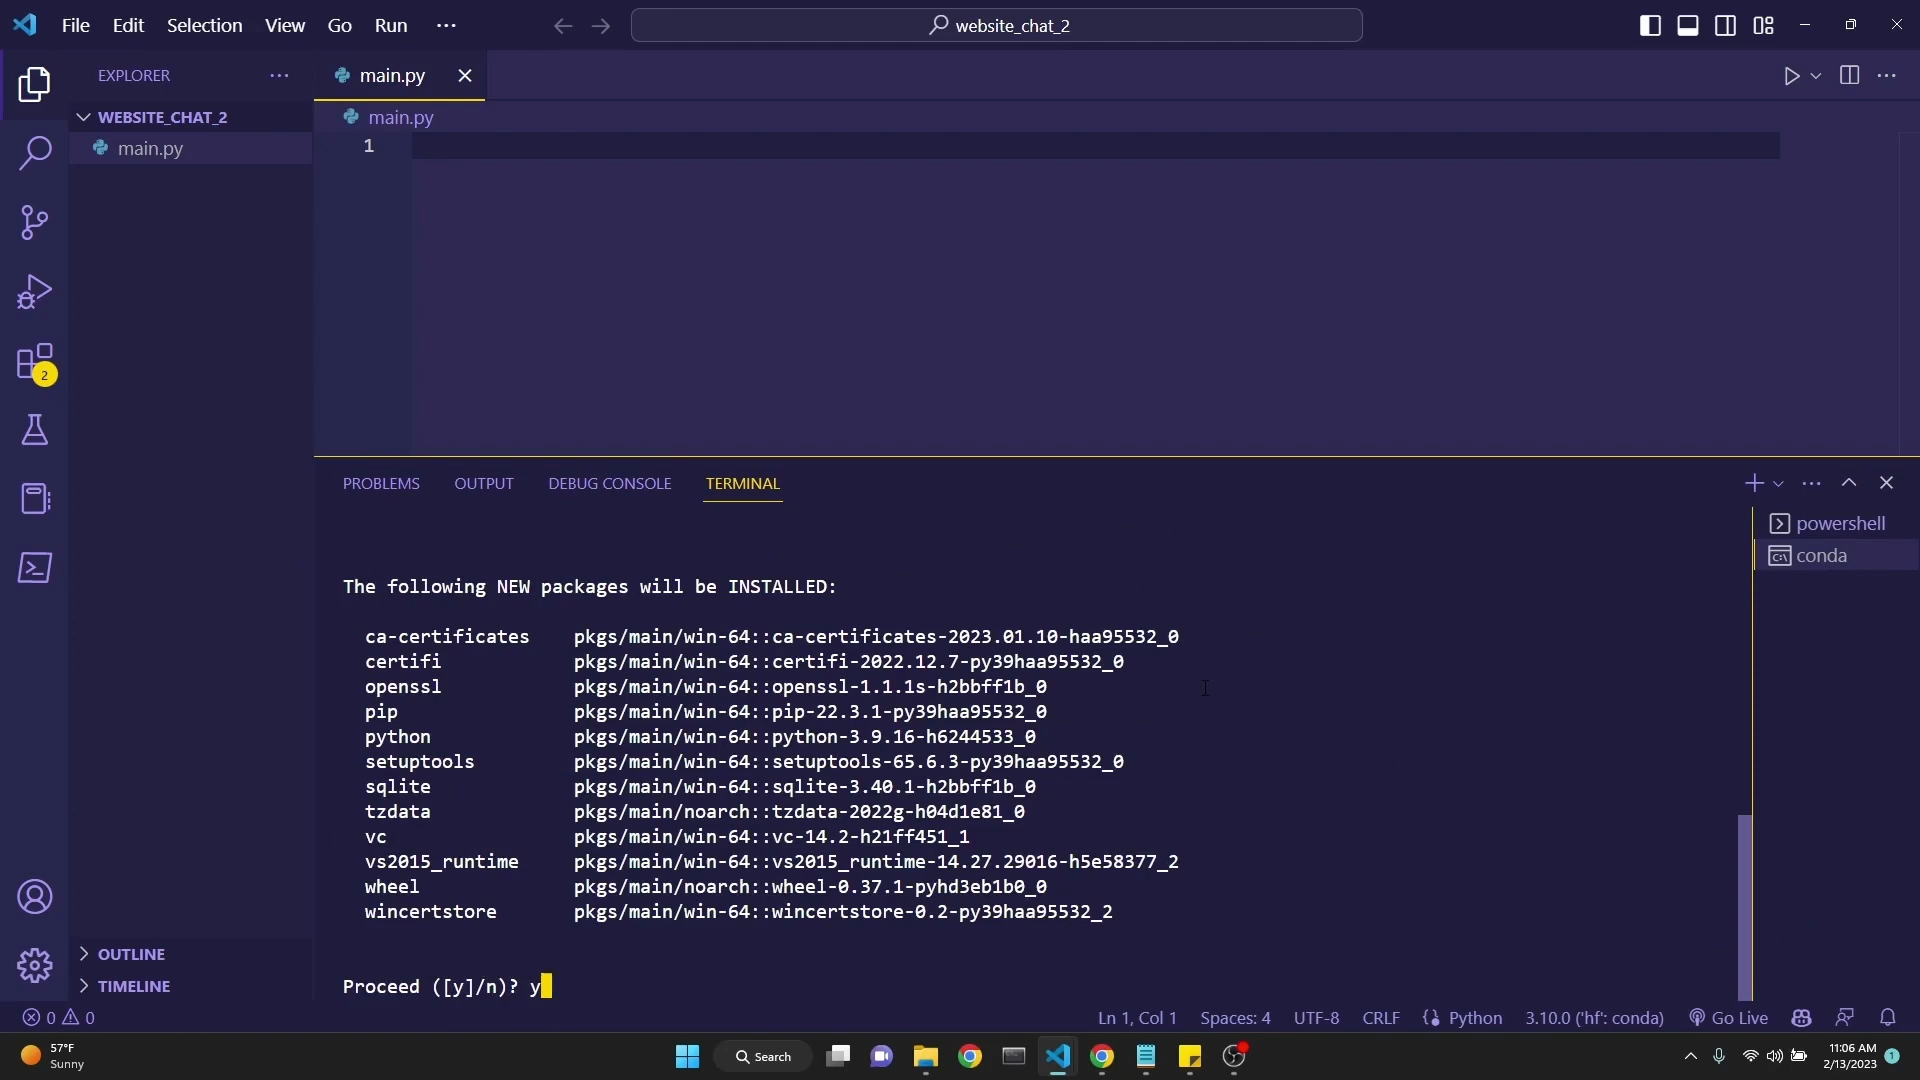 File Edit Selection View Go Run ···
website_chat_2
EXPLORER
main.py
WEBSITE_CHAT_2
main.py
main.py
1
2
PROBLEMS OUTPUT DEBUG CONSOLE TERMINAL
powershell
conda
The following NEW packages will be INSTALLED:
ca-certificates pkgs/main/win-64::ca-certificates-2023.01.10-haa95532_0
certifi pkgs/main/win-64::certifi-2022.12.7-py39haa95532_0
openssl pkgs/main/win-64::openssl-1.1.1s-h2bbff1b_0
pip pkgs/main/win-64::pip-22.3.1-py39haa95532_0
python pkgs/main/win-64::python-3.9.16-h6244533_0
setuptools pkgs/main/win-64::setuptools-65.6.3-py39haa95532_0
sqlite pkgs/main/win-64::sqlite-3.40.1-h2bbff1b_0
tzdata pkgs/main/noarch::tzdata-2022g-h04d1e81_0
vc pkgs/main/win-64::vc-14.2-h21ff451_1
vs2015_runtime pkgs/main/win-64::vs2015_runtime-14.27.29016-h5e58377_2
wheel pkgs/main/noarch::wheel-0.37.1-pyhd3eb1b0_0
wincertstore pkgs/main/win-64::wincertstore-0.2-py39haa95532_2
Proceed ([y]/n)? y
OUTLINE
TIMELINE
0 0
Ln 1, Col 1 Spaces: 4 UTF-8 CRLF Python 3.10.0 ('hf': conda) Go Live
57°F
Sunny
Search
11:06 AM
2/13/2023
1